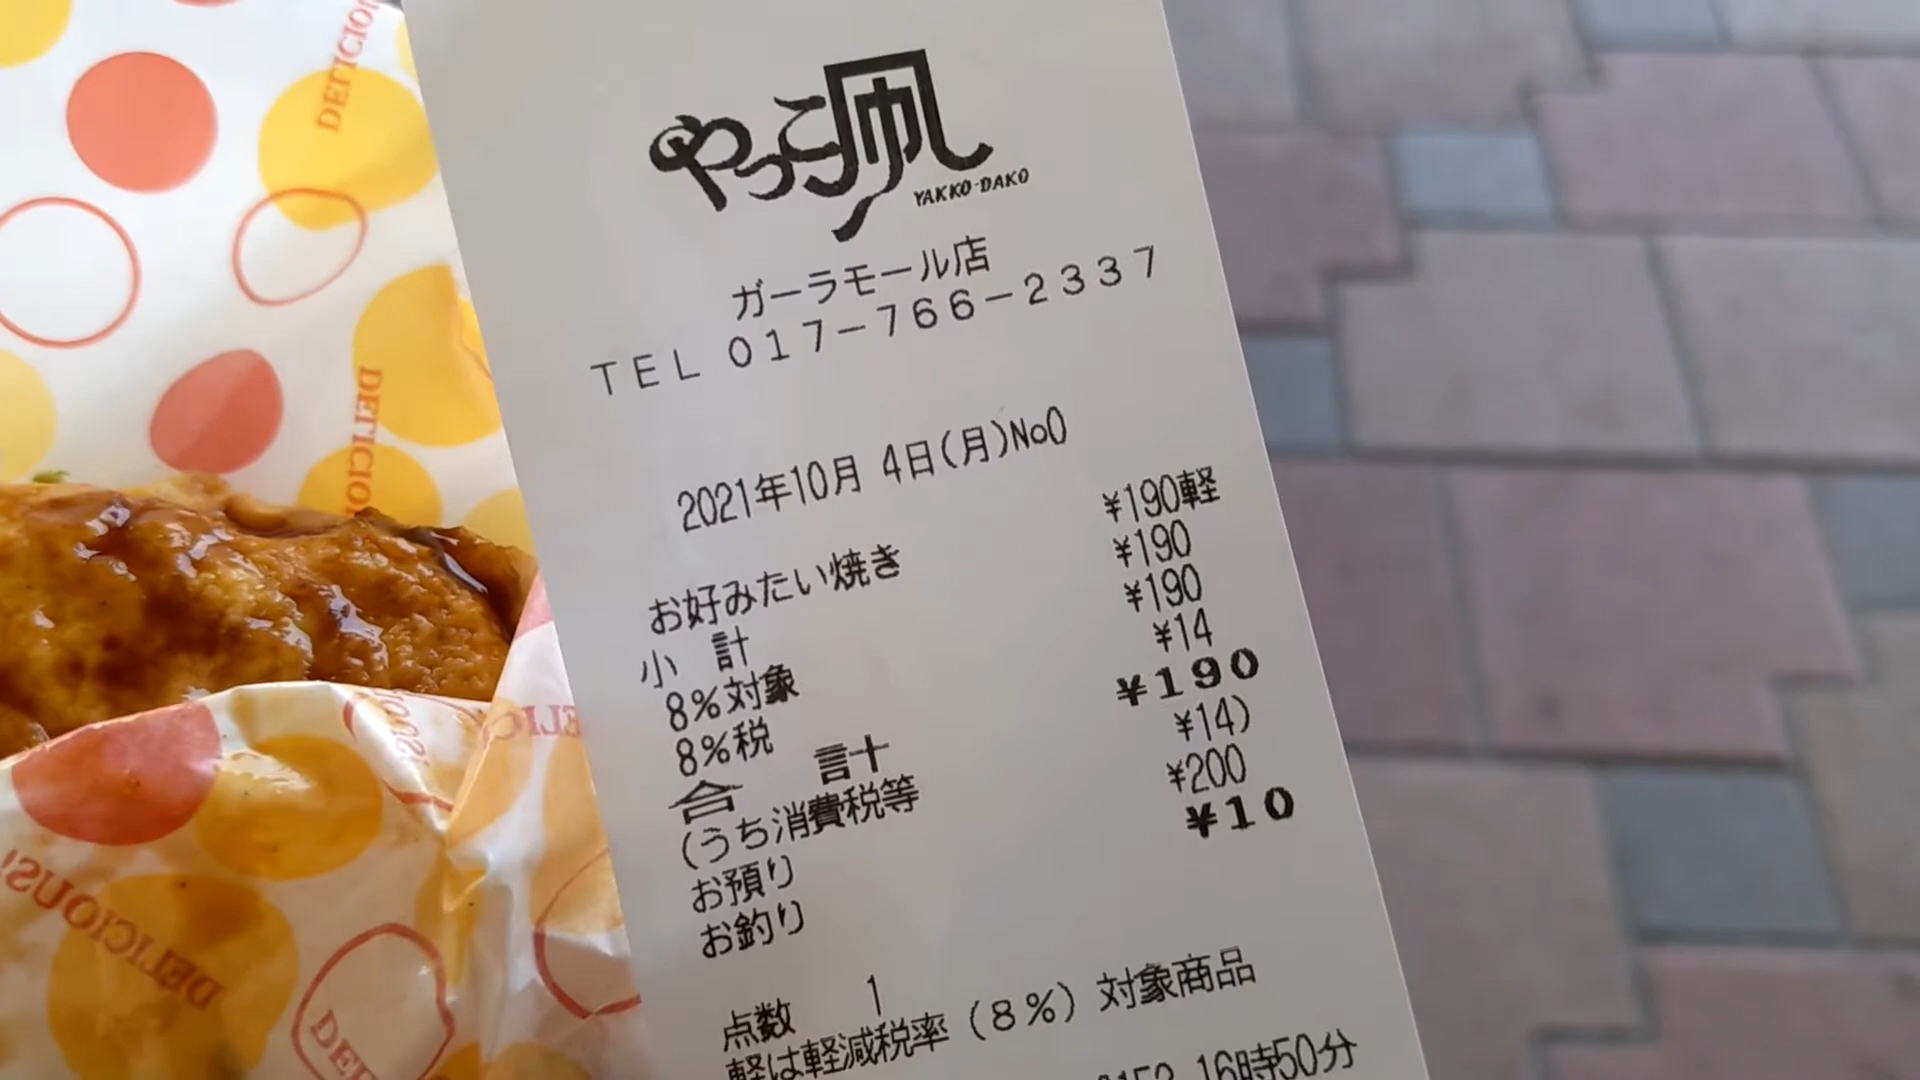 やっこ凧
YAKKO-DAKO
ガーラモール店
TEL 017-766-2337
2021年10月 4日(月)No0
お好みたい焼き ¥190軽
小 計 ¥190
8%対象 ¥190
8%税 ¥14
合 計 ¥190
(うち消費税等 ¥14)
お預り ¥200
お釣り ¥10
点数 1
軽は軽減税率(8%)対象商品
16時50分
DELICIOUS!
DELICIOUS